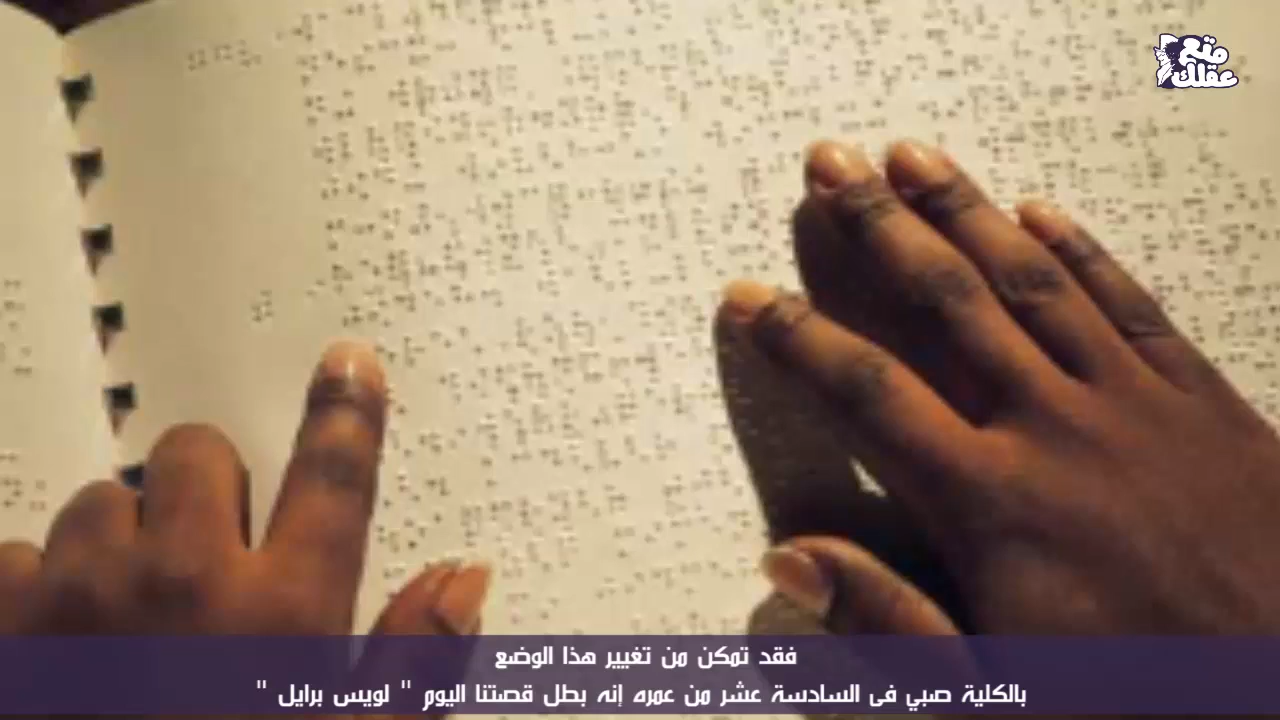 متع
عقلك
فقد تمكن من تغيير هذا الوضع
بالكلية صبي فى السادسة عشر من عمره إنه بطل قصتنا اليوم " لويس برايل "